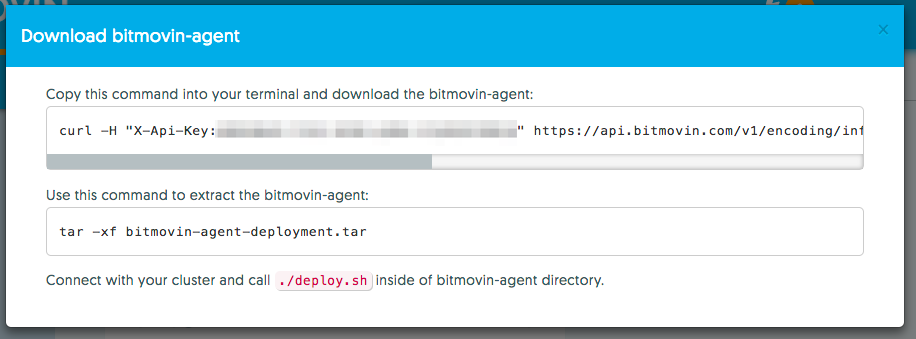 Download bitmovin-agent
×
Copy this command into your terminal and download the bitmovin-agent:
curl -H "X-Api-Key: " https://api.bitmovin.com/v1/encoding/inf
Use this command to extract the bitmovin-agent:
tar -xf bitmovin-agent-deployment.tar
Connect with your cluster and call ./deploy.sh inside of bitmovin-agent directory.